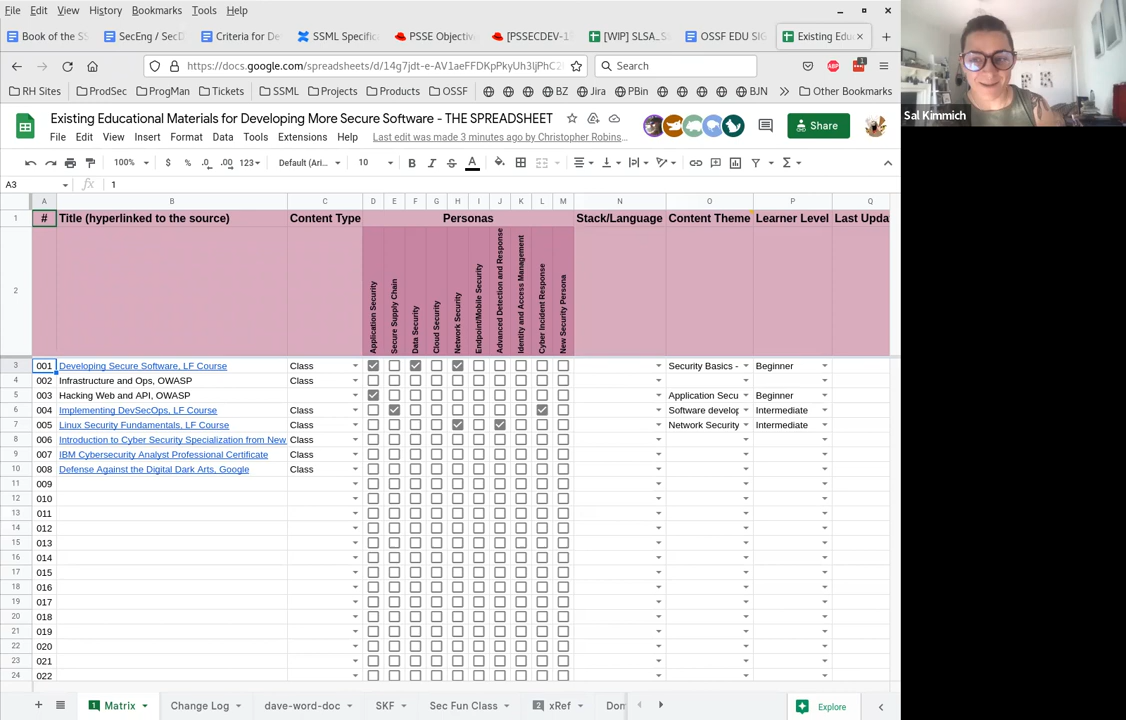 File Edit View History Bookmarks Tools Help
Book of the SS SecEng / SecD Criteria for De SSML Specific PSSE Objectiv [PSSECDEV-1 [WIP] SLSA_ OSSF EDU SIG Existing Edu
https://docs.google.com/spreadsheets/d/14g7jdt-e-AV1aeFFDKpPkyUh3IjPhC2 Search
RH Sites ProdSec ProgMan Tickets SSML Projects Products OSSF BZ Jira PBin BJN Other Bookmarks
Existing Educational Materials for Developing More Secure Software - THE SPREADSHEET
File Edit View Insert Format Data Tools Extensions Help Last edit was made 3 minutes ago by Christopher Robins...
Share
100% $ % .0 .00 123 Default (Ari... 10 B I S A
A3 fx 1
A B C D E F G H I J K L M N O P Q
1 # Title (hyperlinked to the source) Content Type Personas Stack/Language Content Theme Learner Level Last Upda
2 Application Security Secure Supply Chain Data Security Cloud Security Network Security Endpoint/Mobile Security Advanced Detection and Response Identity and Access Management Cyber Incident Response New Security Persona
3 001 Developing Secure Software, LF Course Class Security Basics - Beginner
4 002 Infrastructure and Ops, OWASP Class
5 003 Hacking Web and API, OWASP Application Secu Beginner
6 004 Implementing DevSecOps, LF Course Class Software develop Intermediate
7 005 Linux Security Fundamentals, LF Course Class Network Security Intermediate
8 006 Introduction to Cyber Security Specialization from New Class
9 007 IBM Cybersecurity Analyst Professional Certificate Class
10 008 Defense Against the Digital Dark Arts, Google Class
11 009
12 010
13 011
14 012
15 013
16 014
17 015
18 016
19 017
20 018
21 019
22 020
23 021
24 022
1 Matrix Change Log dave-word-doc SKF Sec Fun Class 2 xRef Dom
Explore
Sal Kimmich